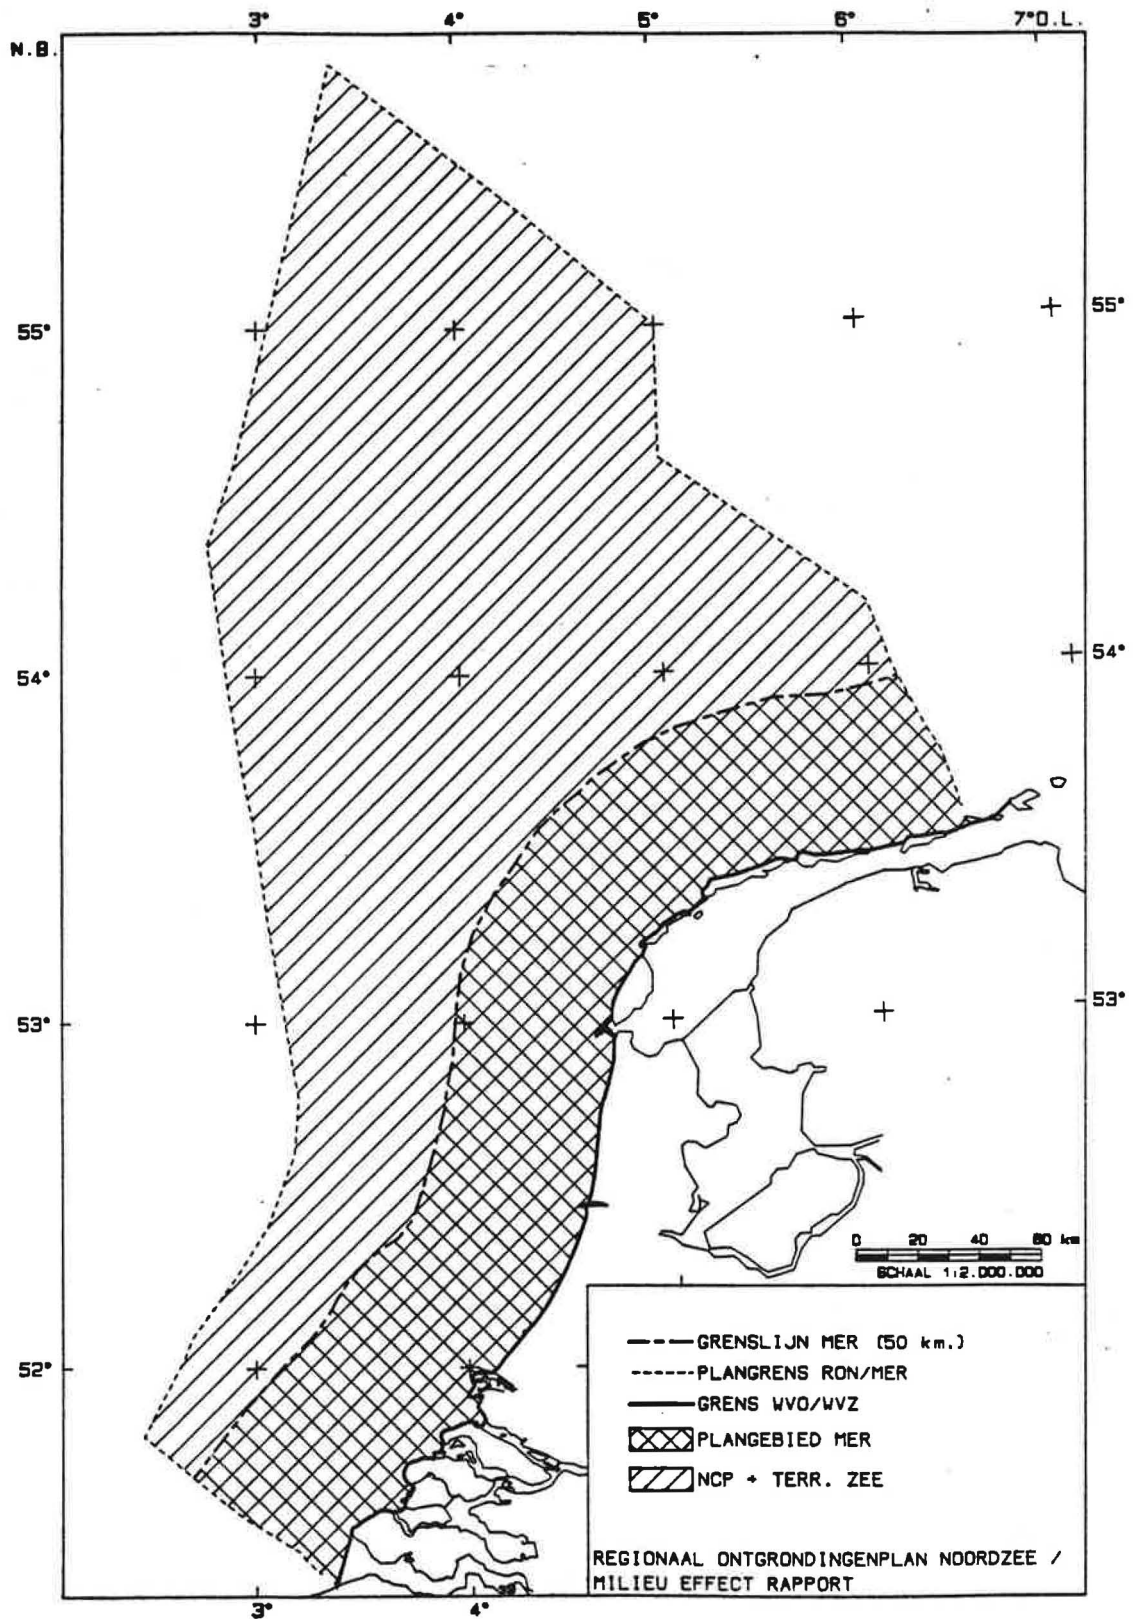 3° 4° 5° 6° 7°O.L.
N.B.
55° 55°
54° 54°
53° 53°
0 20 40 60 km
SCHAAL 1:2.000.000
52°
GRENSLIJN MER (50 km.)
PLANGRENS RON/MER
GRENS WVO/WVZ
PLANGEBIED MER
NCP + TERR. ZEE
REGIONAAL ONTGRONDINGENPLAN NOORDZEE /
MILIEU EFFECT RAPPORT
3° 4°